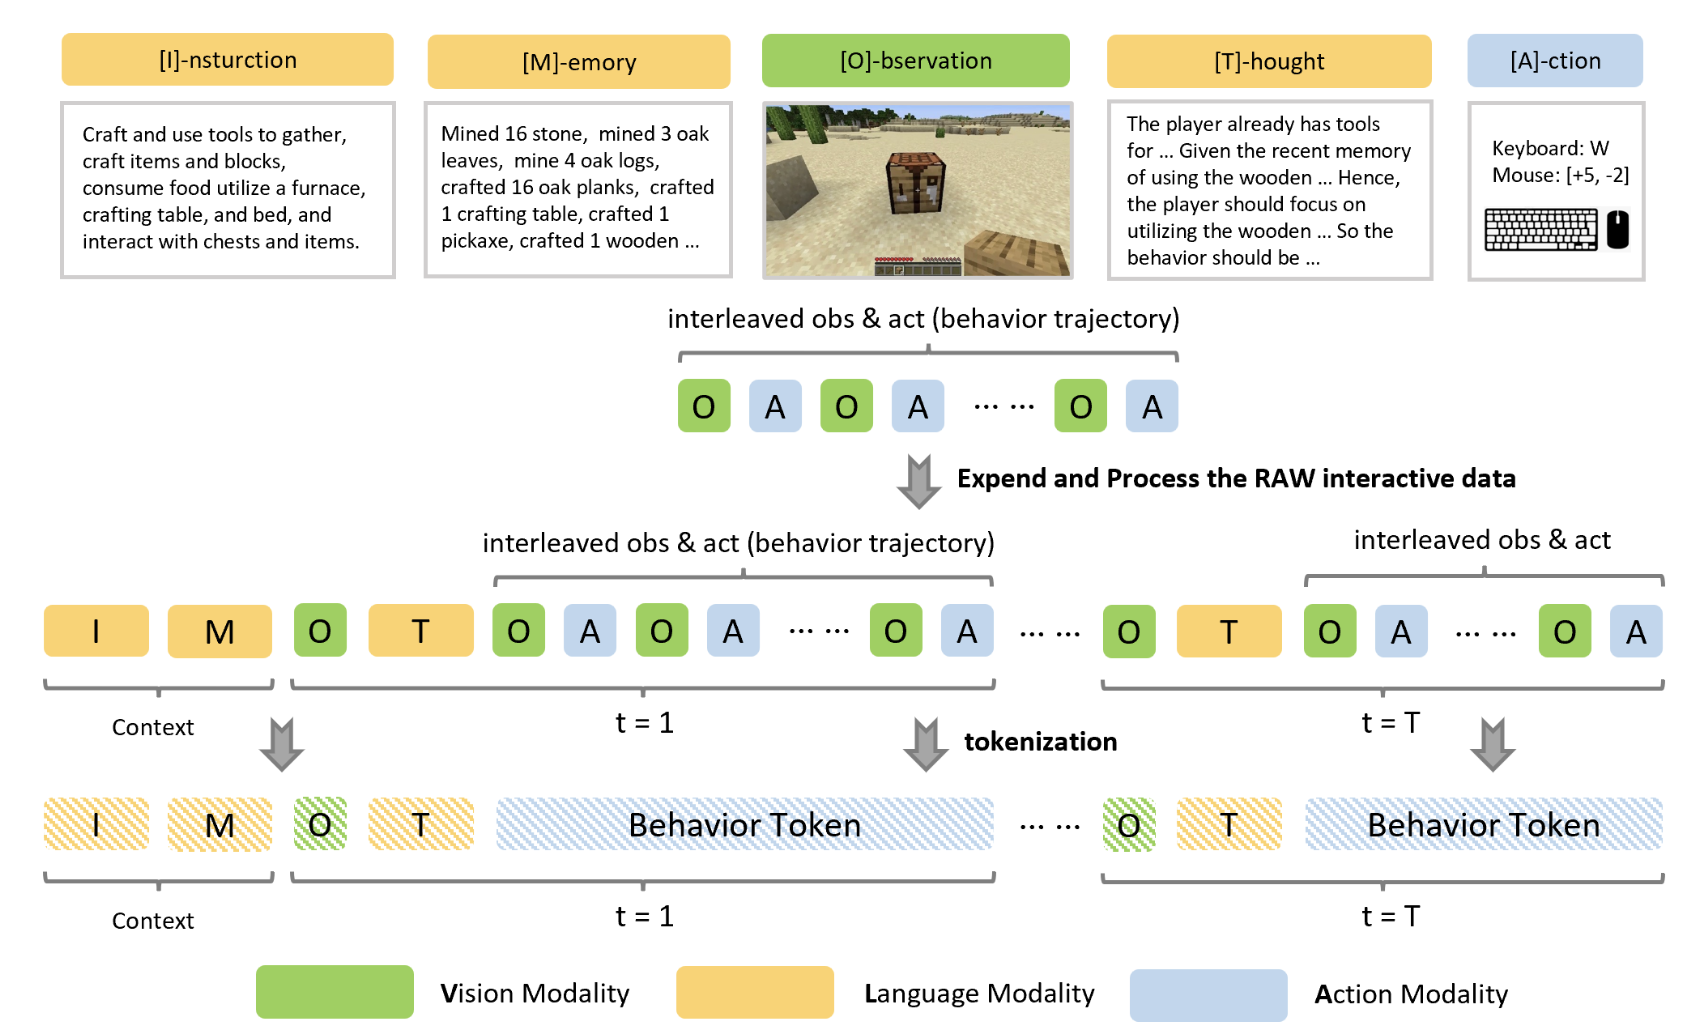 [I]-nsturction
[M]-emory
[O]-bservation
[T]-hought
[A]-ction
Craft and use tools to gather,
craft items and blocks,
consume food utilize a furnace,
crafting table, and bed, and
interact with chests and items.
Mined 16 stone, mined 3 oak
leaves, mine 4 oak logs,
crafted 16 oak planks, crafted
1 crafting table, crafted 1
pickaxe, crafted 1 wooden ...
The player already has tools
for ... Given the recent memory
of using the wooden ... Hence,
the player should focus on
utilizing the wooden ... So the
behavior should be ...
Keyboard: W
Mouse: [+5, -2]
interleaved obs & act (behavior trajectory)
O A O A ... ... O A
Expend and Process the RAW interactive data
interleaved obs & act (behavior trajectory)
interleaved obs & act
I M O T O A O A ... ... O A ... ... O T O A ... ... O A
Context
t = 1
t = T
tokenization
I M O T Behavior Token ... ... O T Behavior Token
Context
t = 1
t = T
Vision Modality
Language Modality
Action Modality